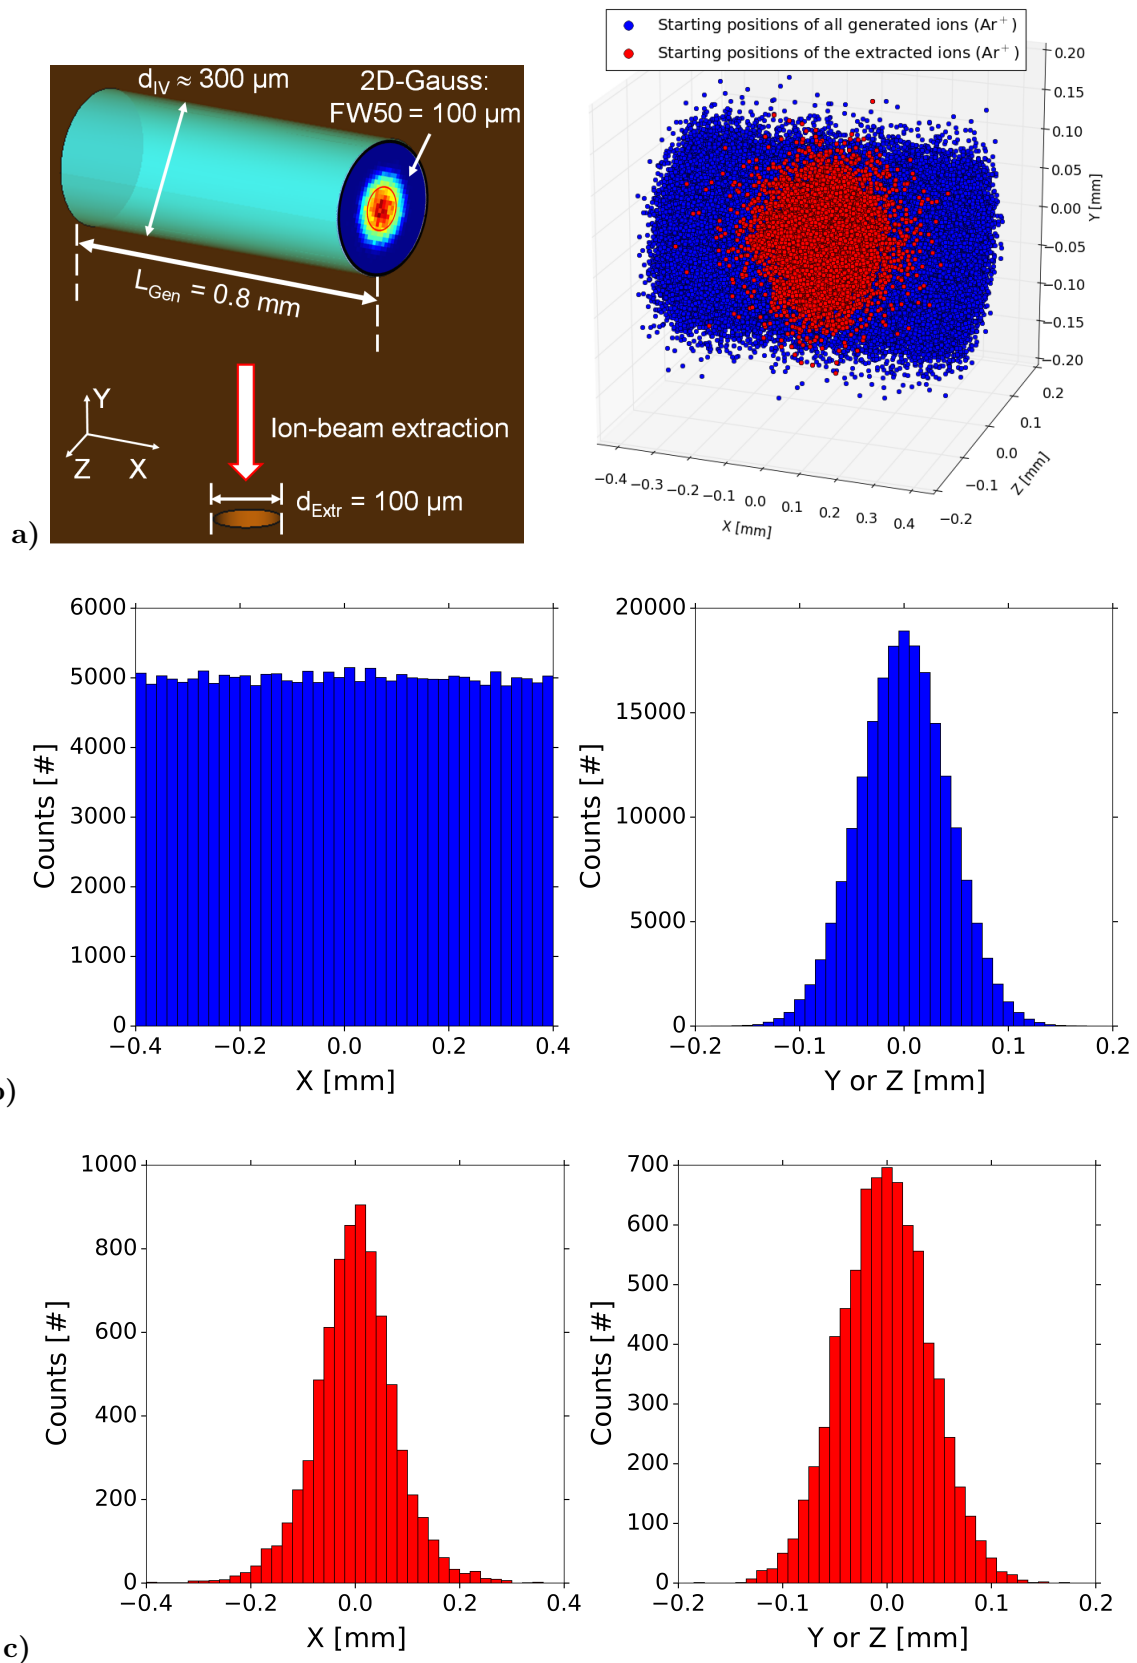 d_IV ≈ 300 µm
2D-Gauss:
FW50 = 100 µm
L_Gen = 0.8 mm
Y
Z X
Ion-beam extraction
d_Extr = 100 µm
a)
Starting positions of all generated ions (Ar⁺)
Starting positions of the extracted ions (Ar⁺)
0.20
0.15
0.10
0.05
0.00
−0.05
−0.10
−0.15
−0.20
Y [mm]
0.2
0.1
0.0
−0.1
−0.2
Z [mm]
−0.4 −0.3 −0.2 −0.1 0.0 0.1 0.2 0.3 0.4
X [mm]
6000
5000
4000
3000
2000
1000
0
Counts [#]
−0.4 −0.2 0.0 0.2 0.4
X [mm]
20000
15000
10000
5000
0
Counts [#]
−0.2 −0.1 0.0 0.1 0.2
Y or Z [mm]
)
1000
800
600
400
200
0
Counts [#]
−0.4 −0.2 0.0 0.2 0.4
X [mm]
700
600
500
400
300
200
100
0
Counts [#]
−0.2 −0.1 0.0 0.1 0.2
Y or Z [mm]
c)